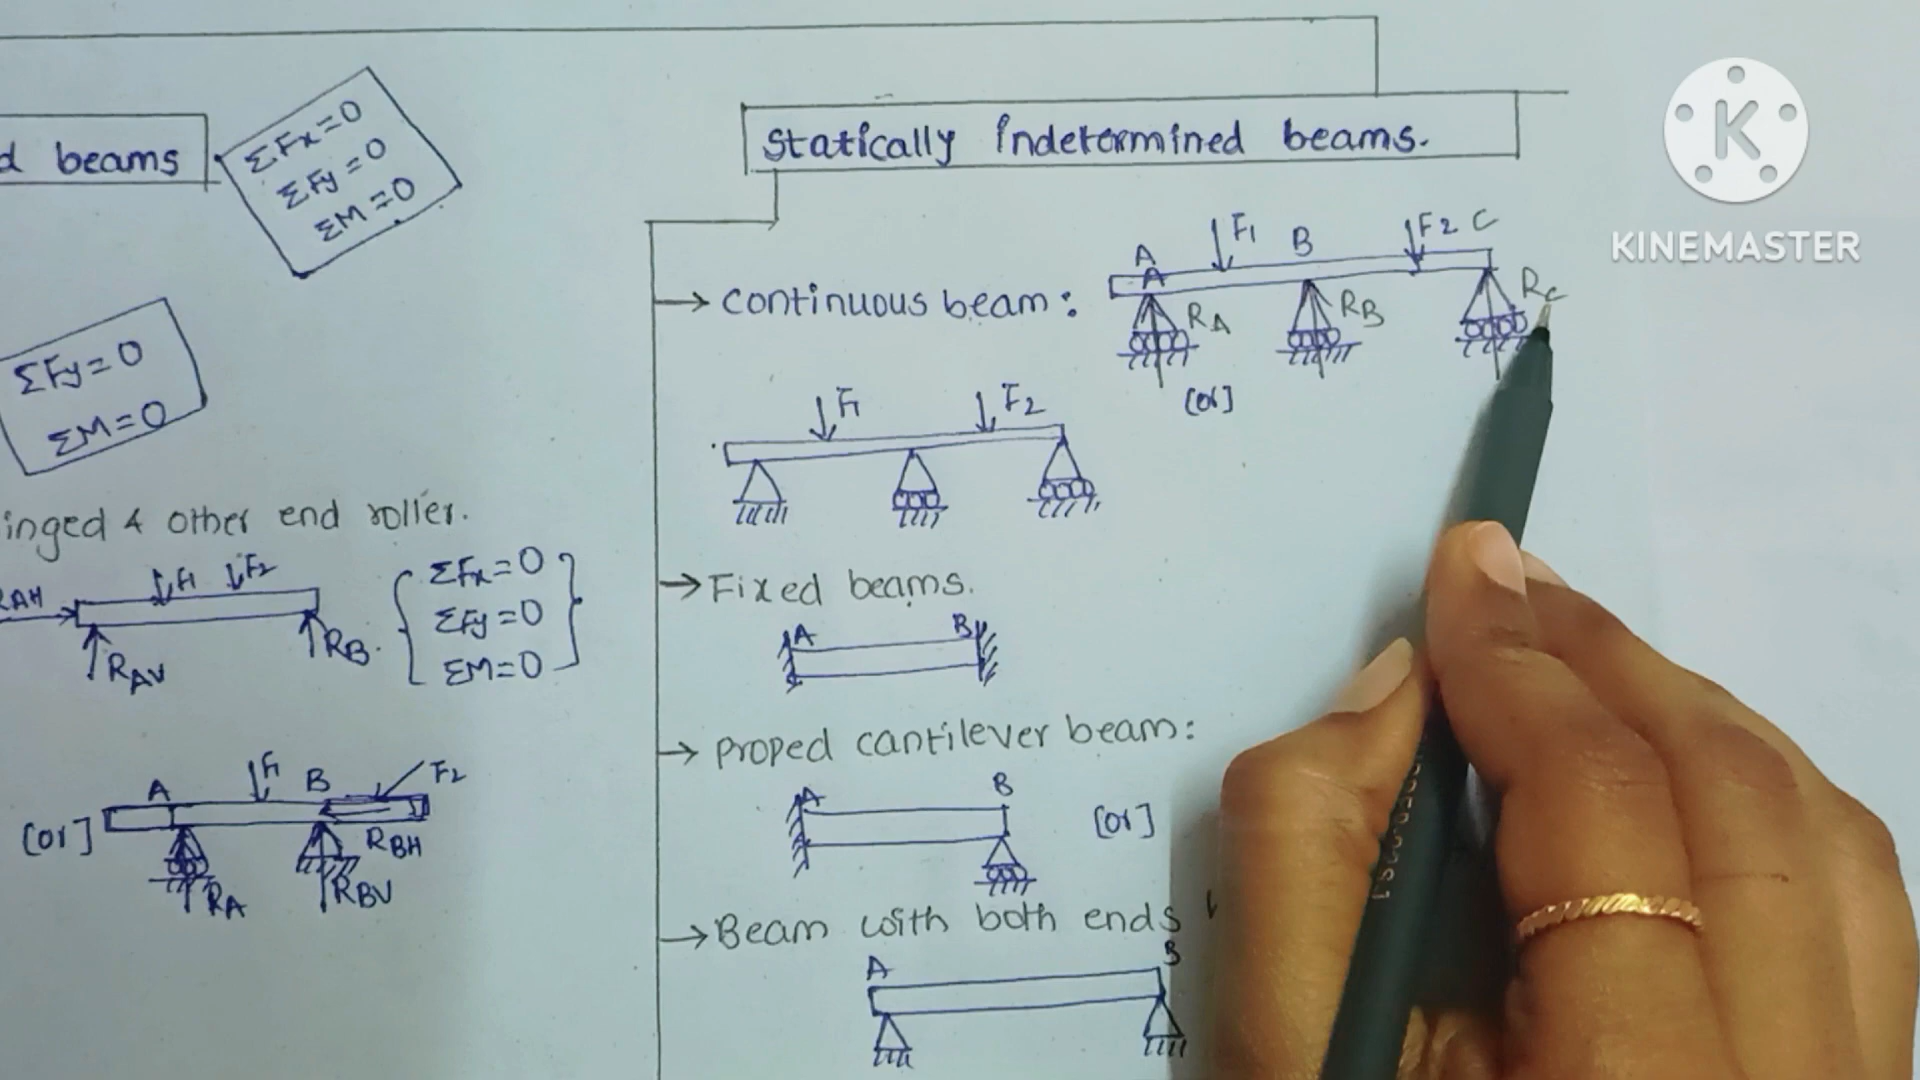 d beams
ΣFx=0
ΣFy=0
ΣM=0
ΣFy=0
ΣM=0
inged & other end roller.
RAH
F1
F2
RAV
RB.
ΣFx=0
ΣFy=0
ΣM=0
[or]
A
F1
B
F2
RA
RBH
RBV
Statically indetermined beams.
→ continuous beam:
A
A
F1
B
F2
C
RA
RB
RC
[or]
F1
F2
→ Fixed beams.
A
B
→ proped cantilever beam:
A
B
[or]
→ Beam with both ends
A
B
KINEMASTER